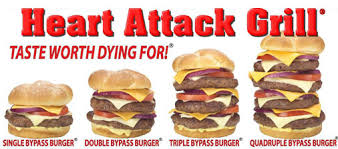 Heart Attack Grill®
TASTE WORTH DYING FOR!®
SINGLE BYPASS BURGER®
DOUBLE BYPASS BURGER®
TRIPLE BYPASS BURGER®
QUADRUPLE BYPASS BURGER®